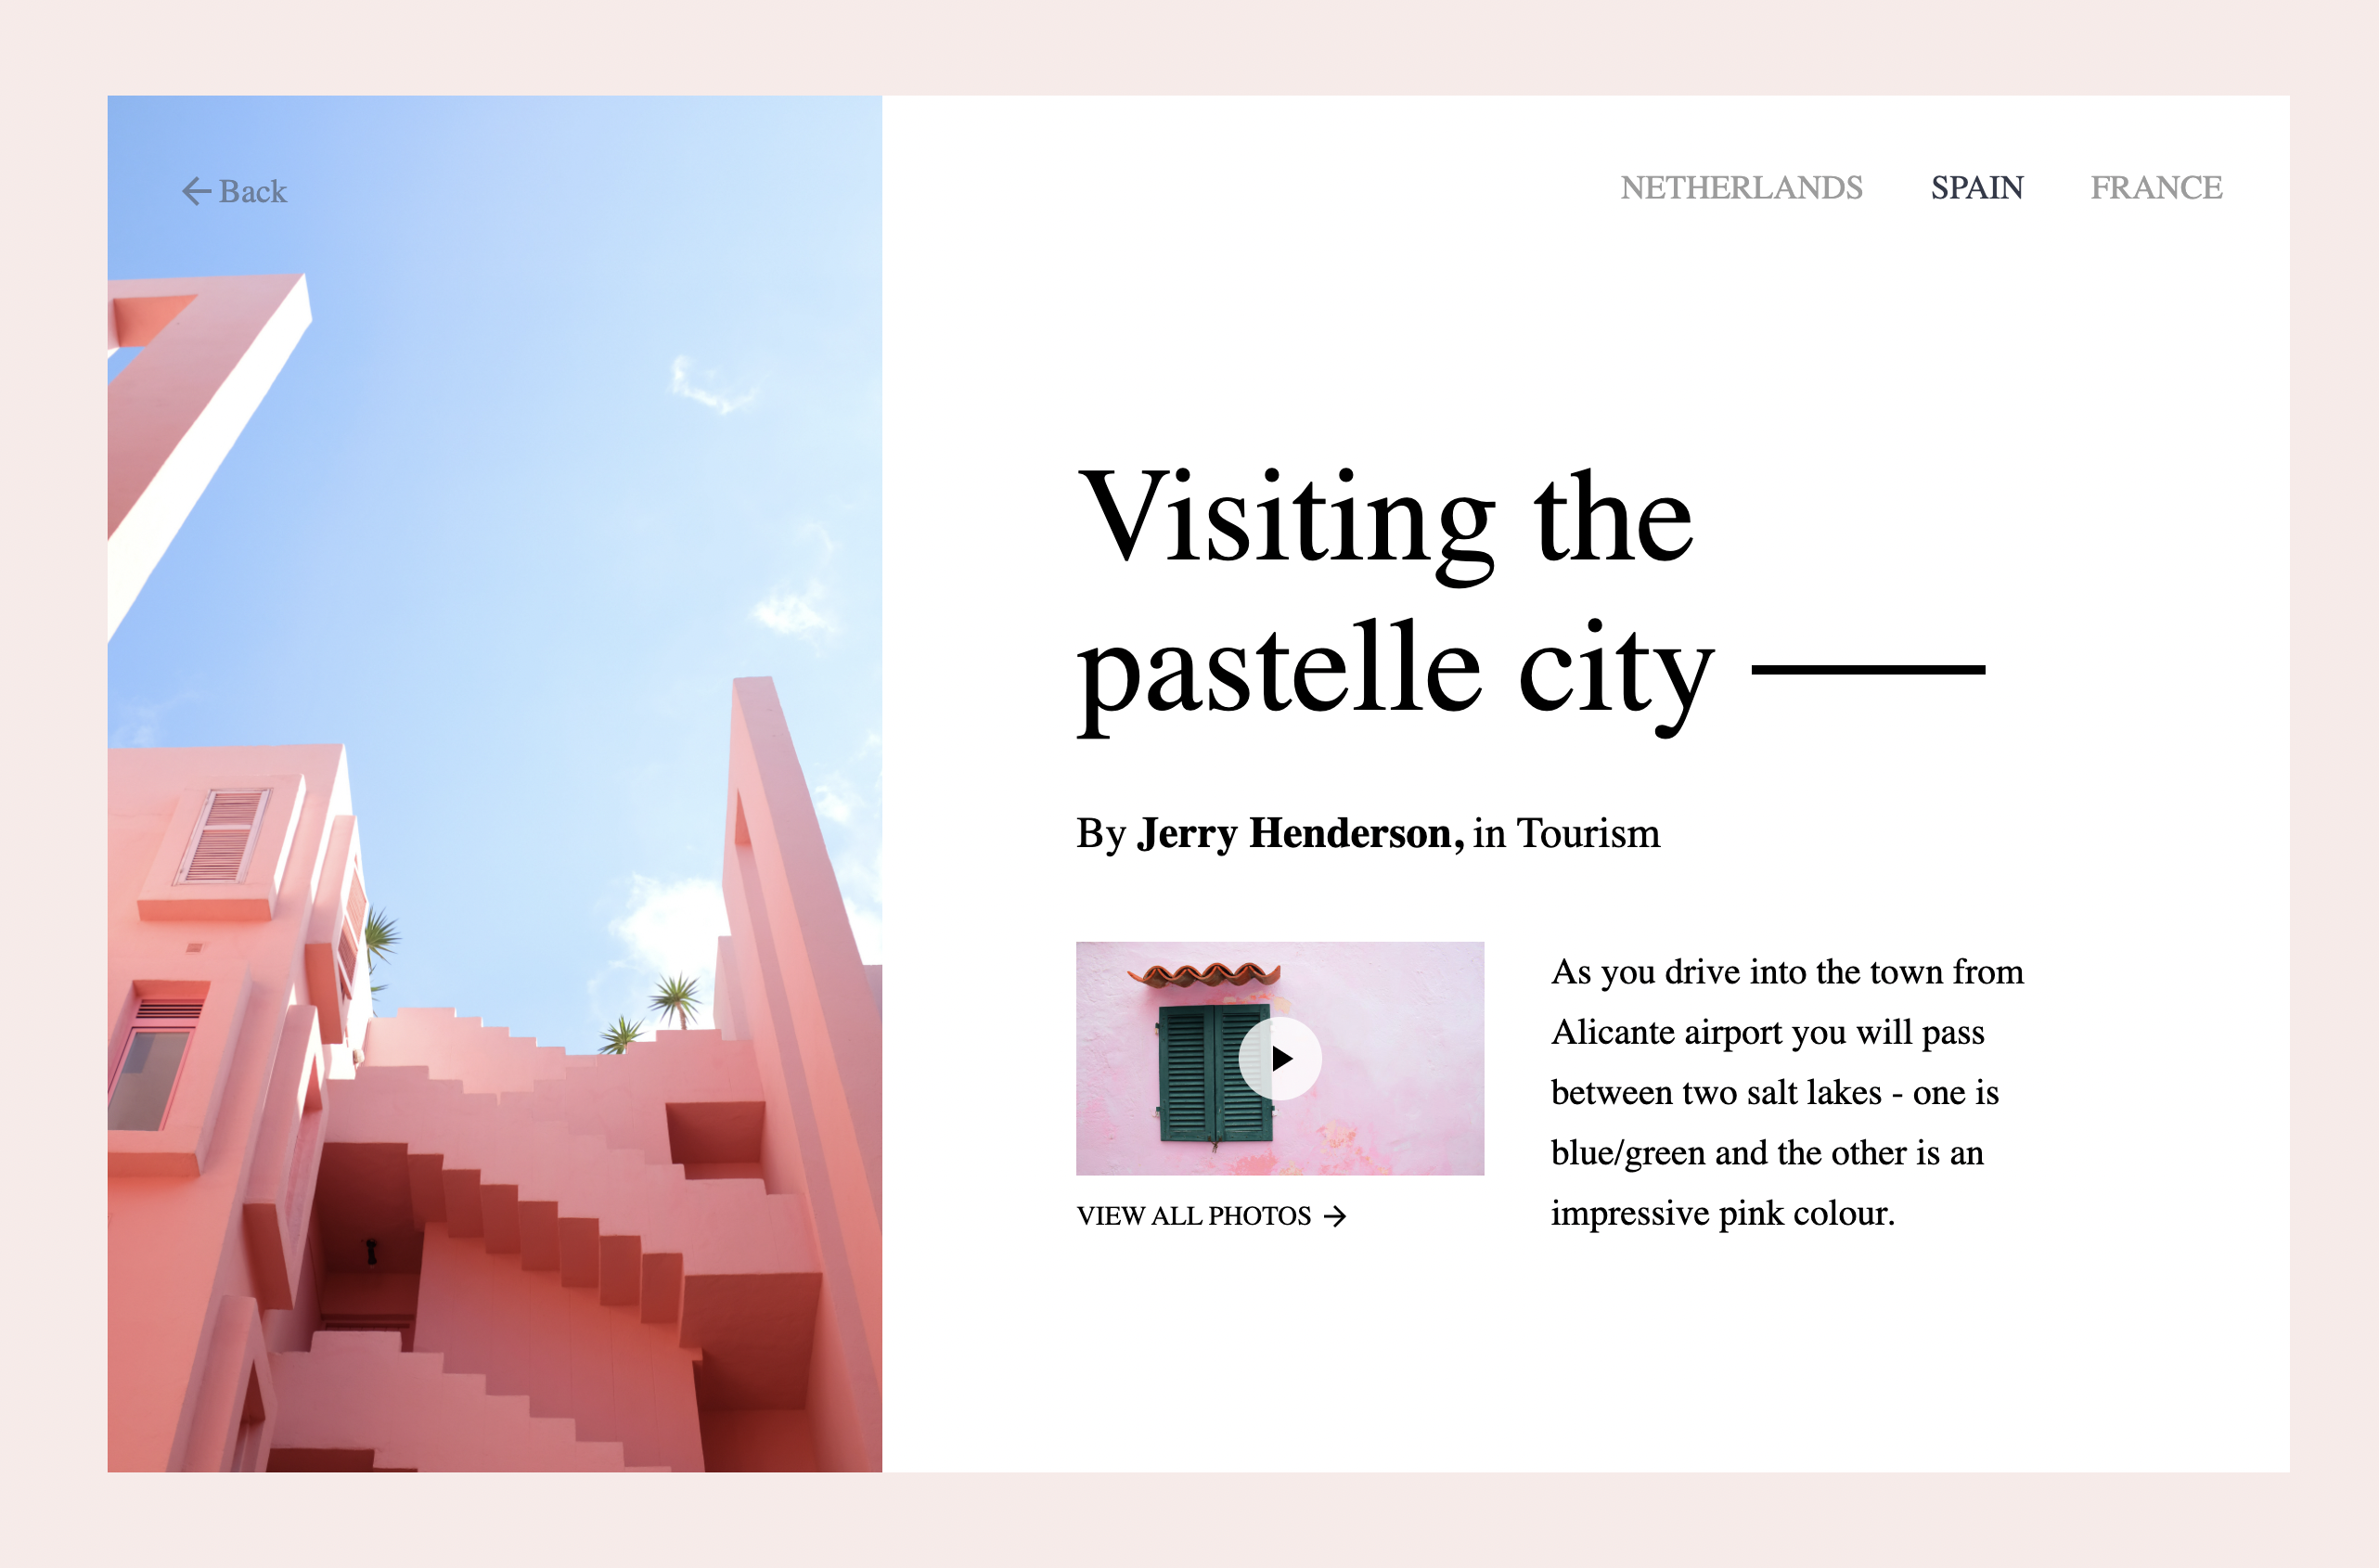 Back
NETHERLANDS SPAIN FRANCE
Visiting the
pastelle city
By Jerry Henderson, in Tourism
As you drive into the town from
Alicante airport you will pass
between two salt lakes - one is
blue/green and the other is an
impressive pink colour.
VIEW ALL PHOTOS